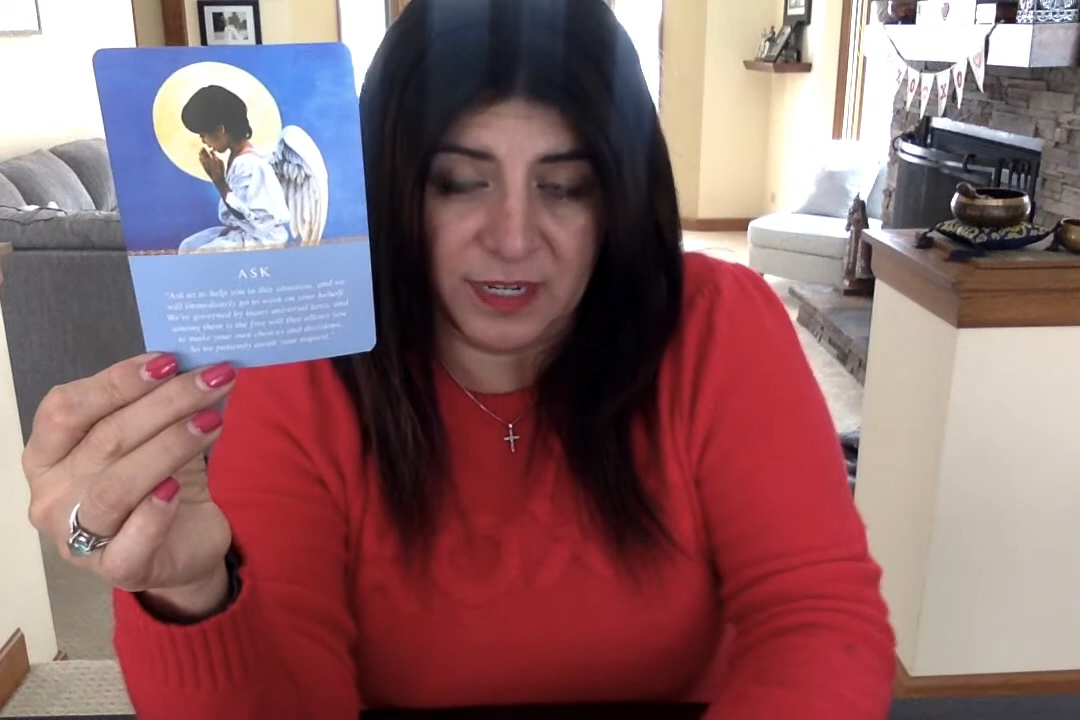 ASK
"Ask us to help you in this situation, and we
will immediately go to work on your behalf.
We're governed by many universal laws, and
among them is the free will that allows you
to make your own choices and decisions.
So we patiently await your request."